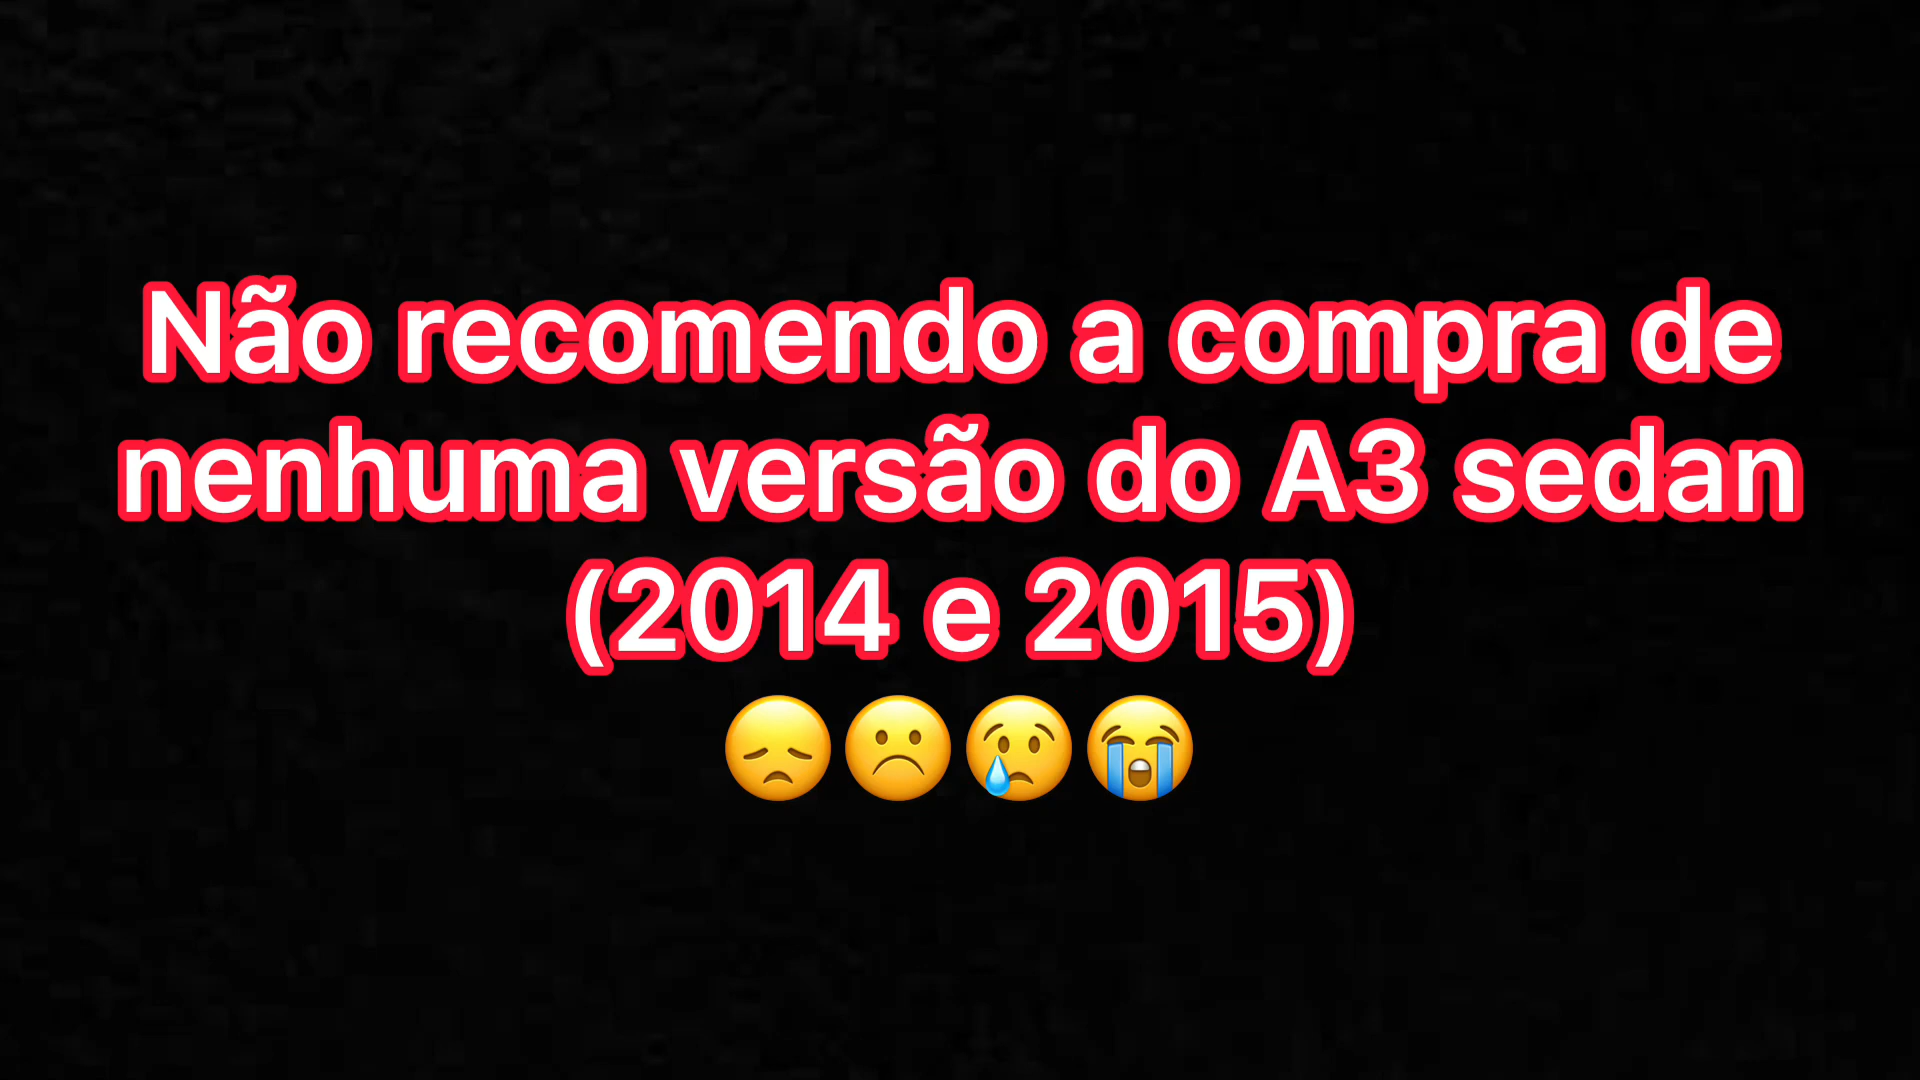 Não recomendo a compra de
nenhuma versão do A3 sedan
(2014 e 2015)
😞☹️😢😭